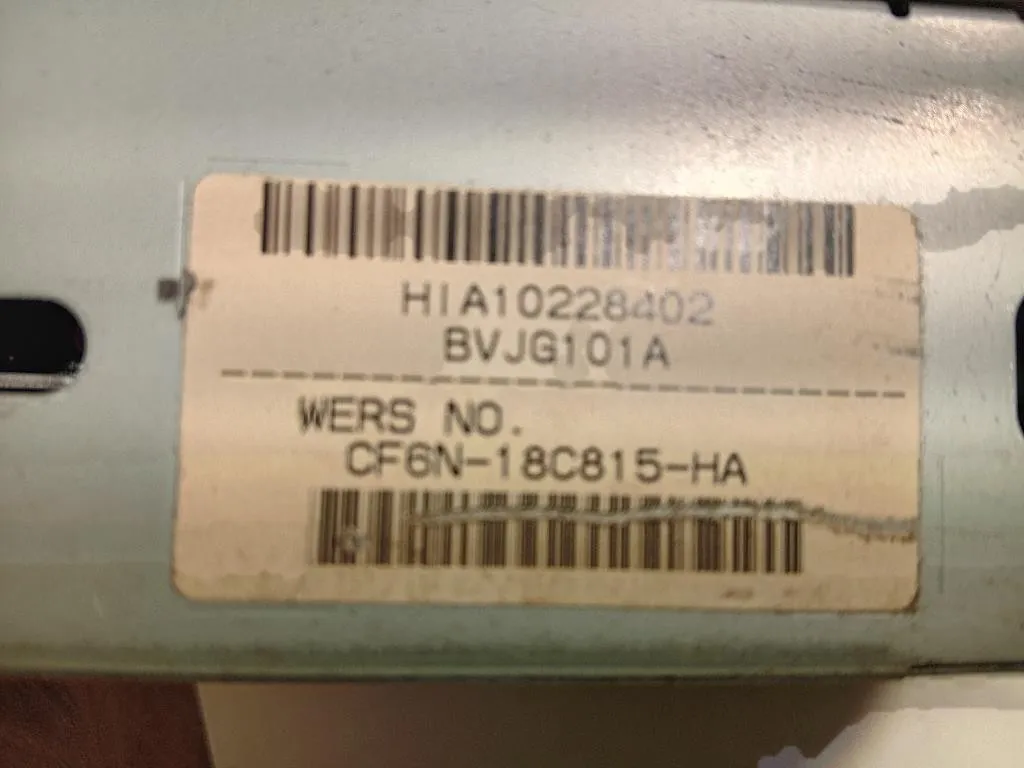 HIA10228402
BVJG101A
WERS NO.
CF6N-18C815-HA